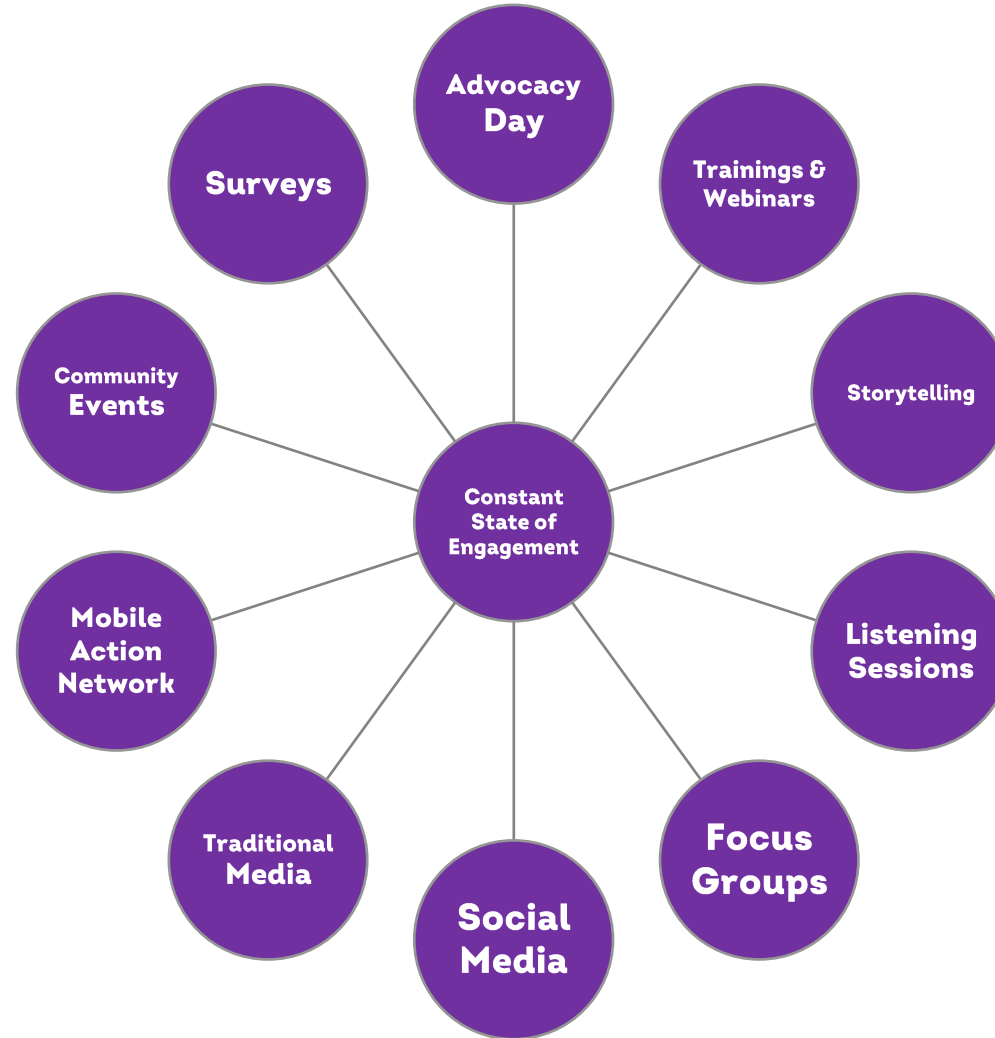 Advocacy
Day
Trainings &
Webinars
Storytelling
Listening
Sessions
Focus
Groups
Social
Media
Traditional
Media
Mobile
Action
Network
Community
Events
Surveys
Constant
State of
Engagement